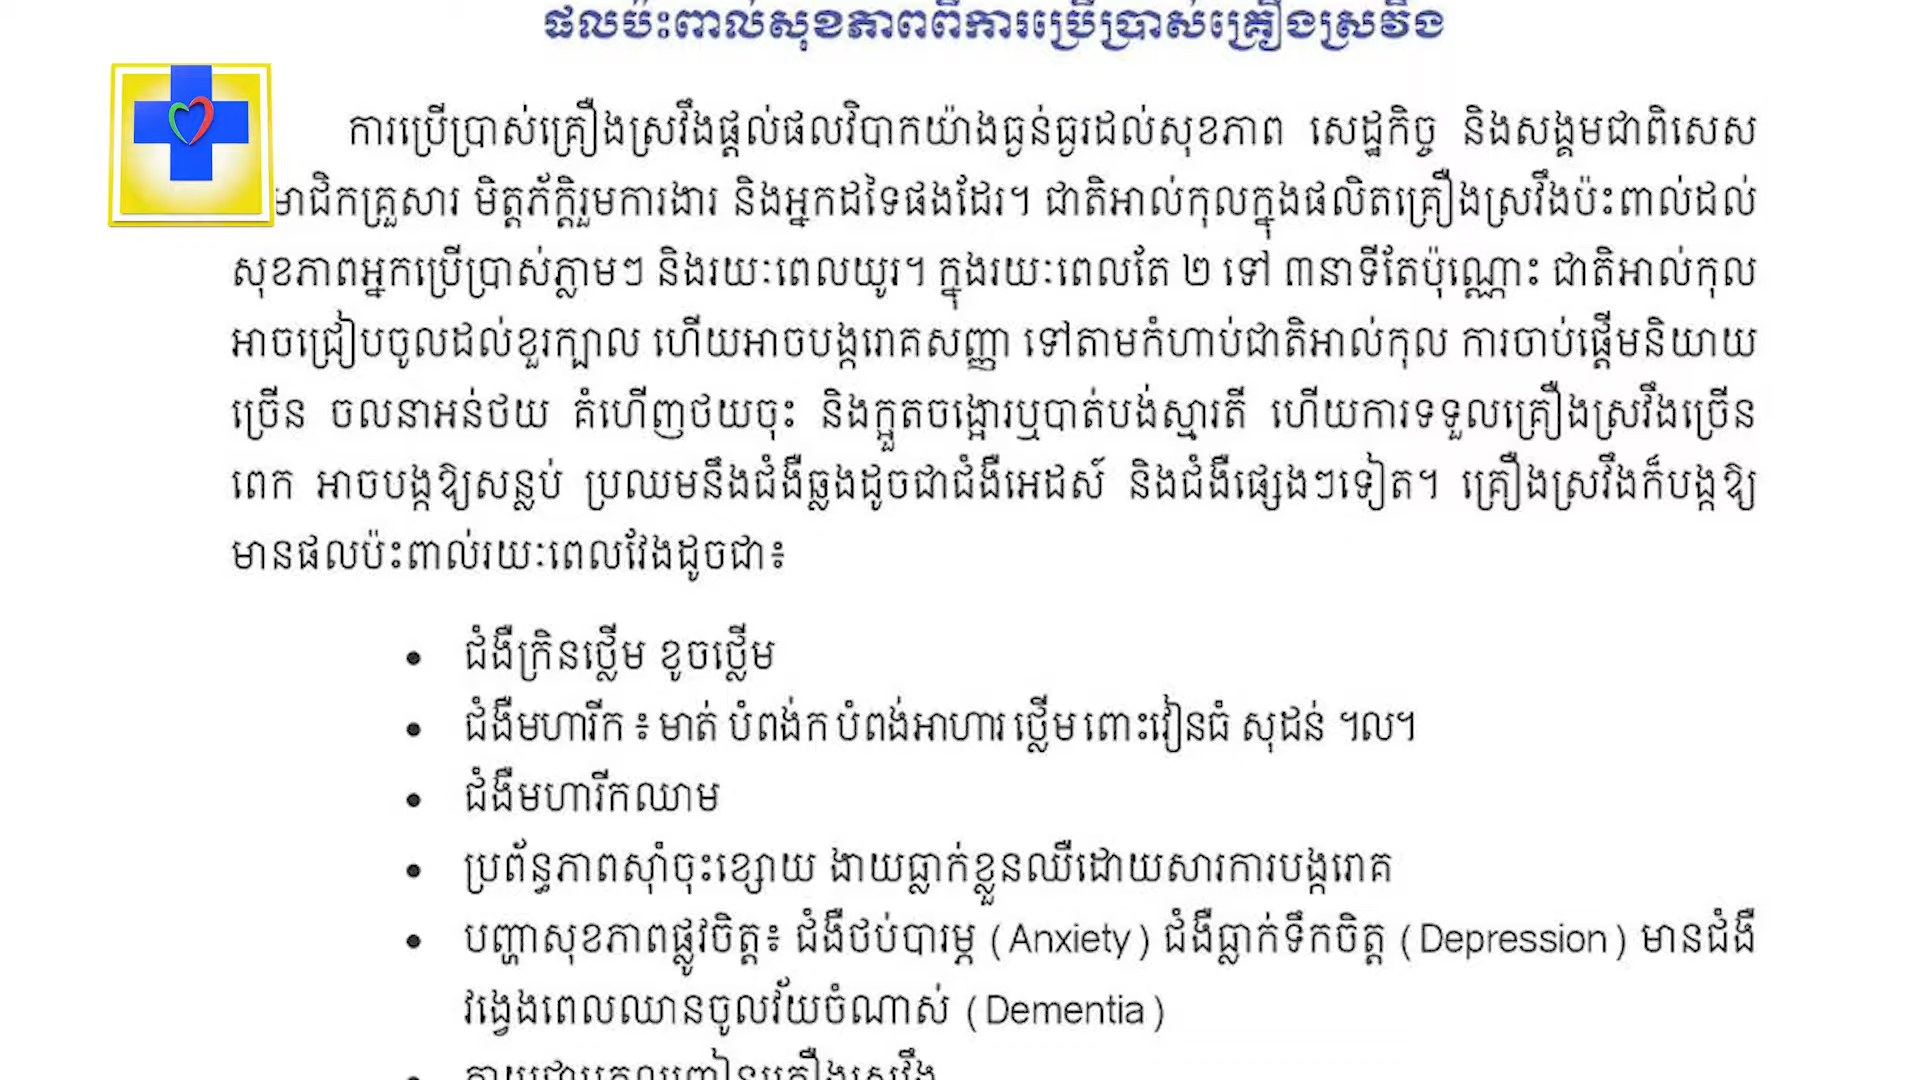 ផលប៉ះពាល់សុខភាពពីការប្រើប្រាស់គ្រឿងស្រវឹង
ការប្រើប្រាស់គ្រឿងស្រវឹងផ្តល់ផលវិបាកយ៉ាងធ្ងន់ធ្ងរដល់សុខភាព សេដ្ឋកិច្ច និងសង្គមជាពិសេស
មាជិកគ្រួសារ មិត្តភ័ក្តិរួមការងារ និងអ្នកដទៃផងដែរ។ ជាតិអាល់កុលក្នុងផលិតគ្រឿងស្រវឹងប៉ះពាល់ដល់
សុខភាពអ្នកប្រើប្រាស់ភ្លាមៗ និងរយៈពេលយូរ។ ក្នុងរយៈពេលតែ ២ ទៅ ៣នាទីតែប៉ុណ្ណោះ ជាតិអាល់កុល
អាចជ្រៀបចូលដល់ខួរក្បាល ហើយអាចបង្ករោគសញ្ញា ទៅតាមកំហាប់ជាតិអាល់កុល ការចាប់ផ្តើមនិយាយ
ច្រើន ចលនាអន់ថយ គំហើញថយចុះ និងក្អួតចង្អោរឬបាត់បង់ស្មារតី ហើយការទទួលគ្រឿងស្រវឹងច្រើន
ពេក អាចបង្កឱ្យសន្លប់ ប្រឈមនឹងជំងឺឆ្លងដូចជាជំងឺអេដស៍ និងជំងឺផ្សេងៗទៀត។ គ្រឿងស្រវឹងក៏បង្កឱ្យ
មានផលប៉ះពាល់រយៈពេលវែងដូចជា៖
• ជំងឺក្រិនថ្លើម ខូចថ្លើម
• ជំងឺមហារីក ៖ មាត់ បំពង់ក បំពង់អាហារ ថ្លើម ពោះវៀនធំ សុដន់ ។ល។
• ជំងឺមហារីកឈាម
• ប្រព័ន្ធភាពស៊ាំចុះខ្សោយ ងាយធ្លាក់ខ្លួនឈឺដោយសារការបង្ករោគ
• បញ្ហាសុខភាពផ្លូវចិត្ត៖ ជំងឺថប់បារម្ភ (Anxiety) ជំងឺធ្លាក់ទឹកចិត្ត (Depression) មានជំងឺ
វង្វេងពេលឈានចូលវ័យចំណាស់ (Dementia)